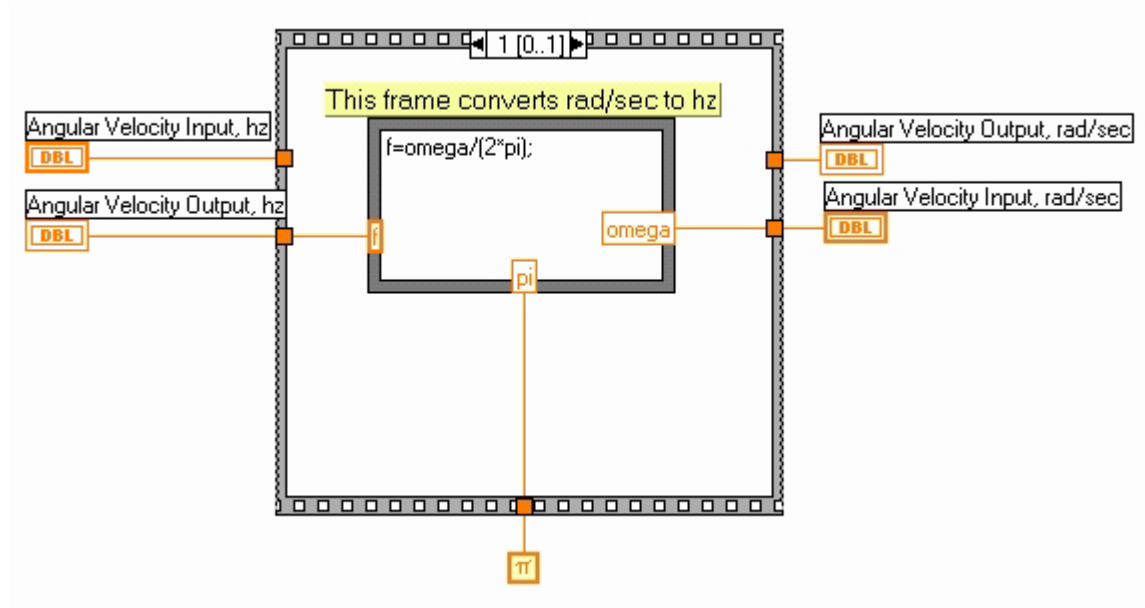 1 [0..1]
This frame converts rad/sec to hz
Angular Velocity Input, hz
DBL
f=omega/(2*pi);
Angular Velocity Output, rad/sec
DBL
Angular Velocity Output, hz
DBL
f
omega
Angular Velocity Input, rad/sec
DBL
pi
π